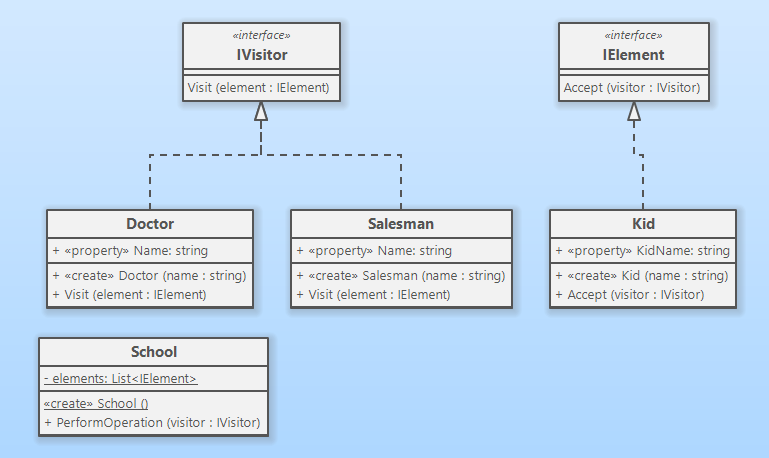 «interface»
IVisitor
Visit (element : IElement)
«interface»
IElement
Accept (visitor : IVisitor)
Doctor
+ «property» Name: string
+ «create» Doctor (name : string)
+ Visit (element : IElement)
Salesman
+ «property» Name: string
+ «create» Salesman (name : string)
+ Visit (element : IElement)
Kid
+ «property» KidName: string
+ «create» Kid (name : string)
+ Accept (visitor : IVisitor)
School
- elements: List<IElement>
«create» School ()
+ PerformOperation (visitor : IVisitor)